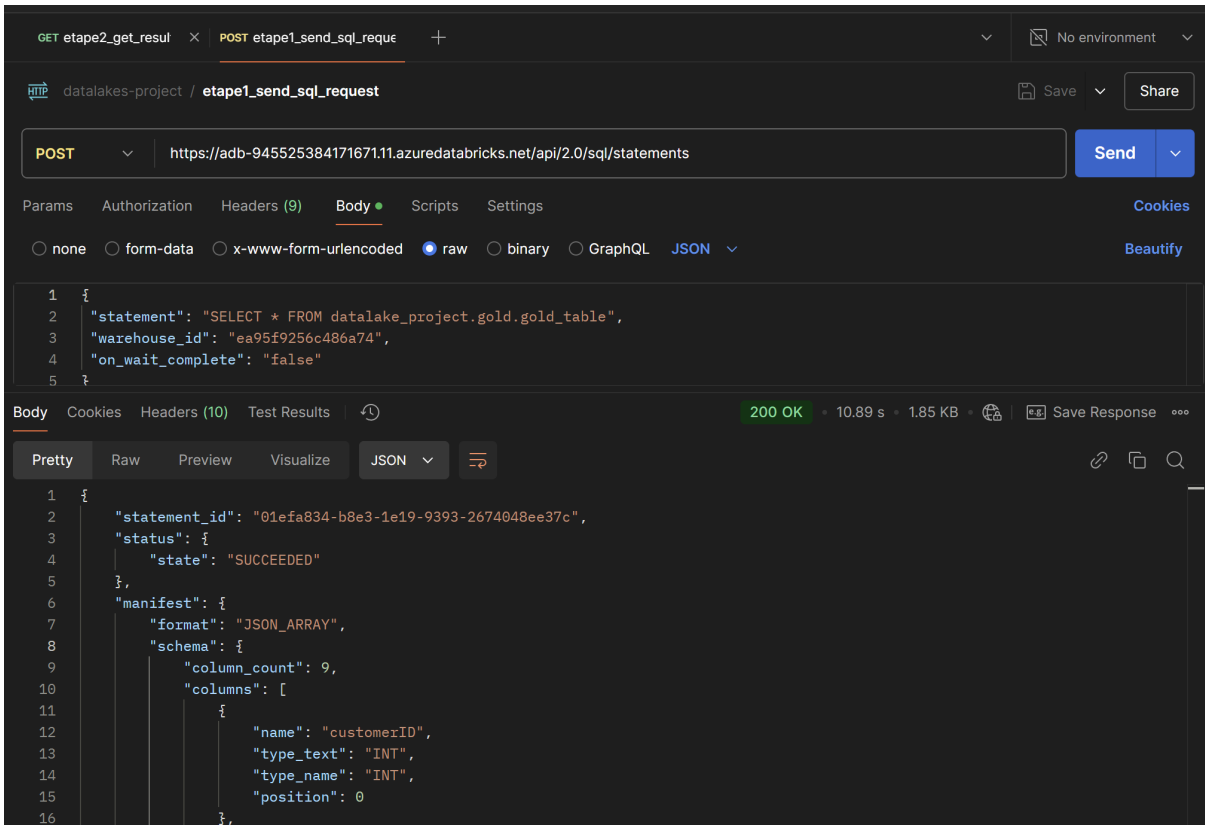 GET etape2_get_resul × POST etape1_send_sql_reque + No environment
HTTP datalakes-project / etape1_send_sql_request Save Share
POST https://adb-945525384171671.11.azuredatabricks.net/api/2.0/sql/statements Send
Params Authorization Headers (9) Body Scripts Settings Cookies
none form-data x-www-form-urlencoded raw binary GraphQL JSON Beautify
1 {
2 "statement": "SELECT * FROM datalake_project.gold.gold_table",
3 "warehouse_id": "ea95f9256c486a74",
4 "on_wait_complete": "false"
5 }
Body Cookies Headers (10) Test Results 200 OK • 10.89 s • 1.85 KB • e.g. Save Response
Pretty Raw Preview Visualize JSON
1 {
2 "statement_id": "01efa834-b8e3-1e19-9393-2674048ee37c",
3 "status": {
4 "state": "SUCCEEDED"
5 },
6 "manifest": {
7 "format": "JSON_ARRAY",
8 "schema": {
9 "column_count": 9,
10 "columns": [
11 {
12 "name": "customerID",
13 "type_text": "INT",
14 "type_name": "INT",
15 "position": 0
16 },